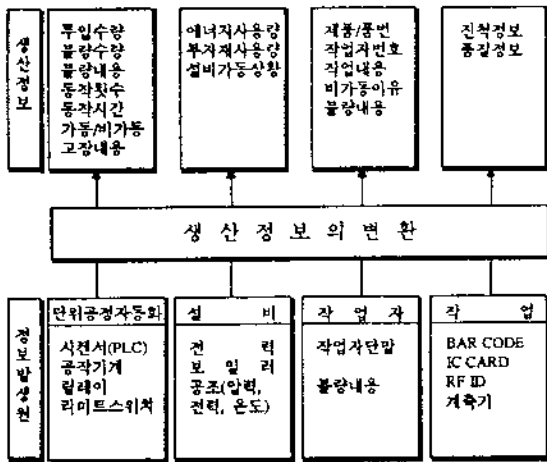 생산정보
투입수량
불량수량
불량내용
동작횟수
동작시간
가동/비가동
고장내용
에너지사용량
부자재사용량
설비가동상황
제품/품번
작업자번호
작업내용
비가동이유
불량내용
진척정보
품질정보
생산정보의변환
정보발생원
단위공정자동화
시퀀서(PLC)
공작기계
릴레이
리미트스위치
설 비
전 력
보 일 러
공조(압력,
전력, 온도)
작 업 자
작업자단말
불량내용
작 업
BAR CODE
IC CARD
RF ID
계측기